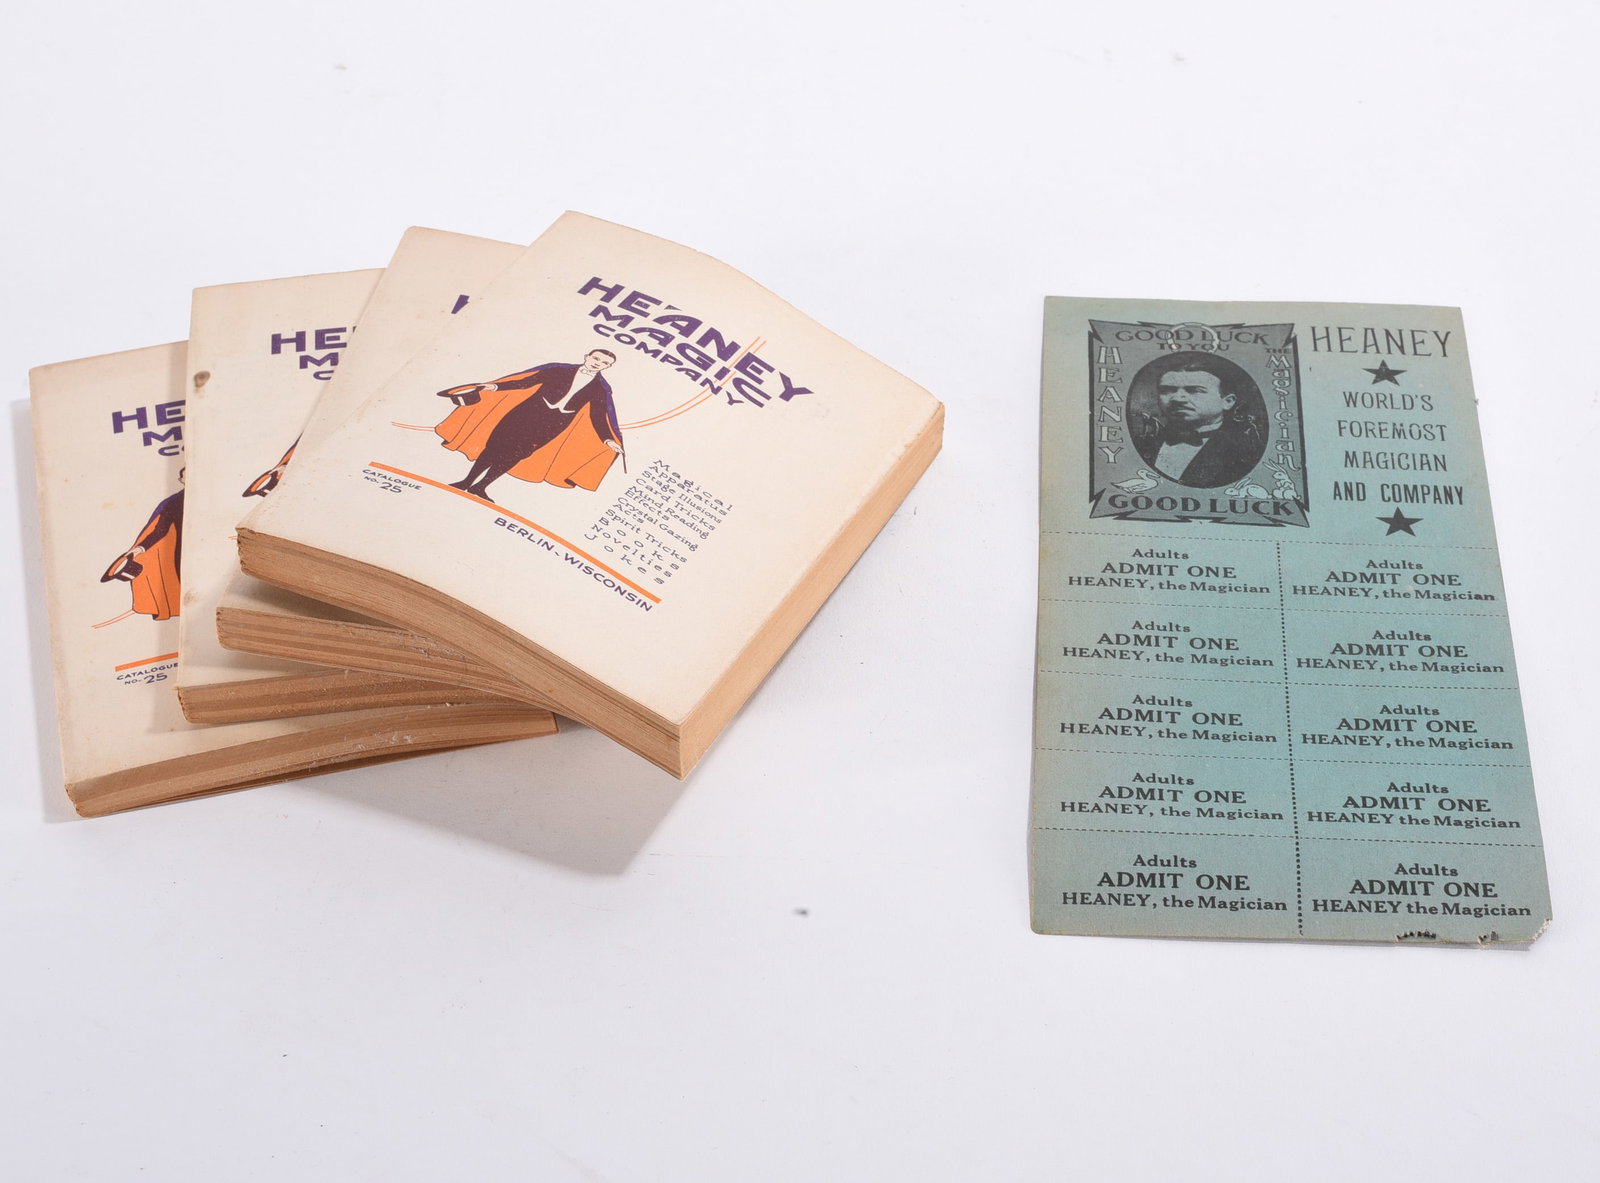 HEANEY
MAGIC
COMPANY
Magical
Apparatus
Stage Illusions
Card Tricks
Mind Reading
Effects
Crystal Gazing
Acts
Spirit Tricks
Books
Novelties
Jokes
CATALOGUE
NO. 25
BERLIN - WISCONSIN
HE
M
C
HE
M
C
CATALOGUE
NO. 25
GOOD LUCK
TO YOU
HEANEY
THE
Magician
GOOD LUCK
HEANEY
WORLD'S
FOREMOST
MAGICIAN
AND COMPANY
Adults
ADMIT ONE
HEANEY, the Magician
Adults
ADMIT ONE
HEANEY, the Magician
Adults
ADMIT ONE
HEANEY, the Magician
Adults
ADMIT ONE
HEANEY, the Magician
Adults
ADMIT ONE
HEANEY, the Magician
Adults
ADMIT ONE
HEANEY, the Magician
Adults
ADMIT ONE
HEANEY, the Magician
Adults
ADMIT ONE
HEANEY the Magician
Adults
ADMIT ONE
HEANEY, the Magician
Adults
ADMIT ONE
HEANEY the Magician